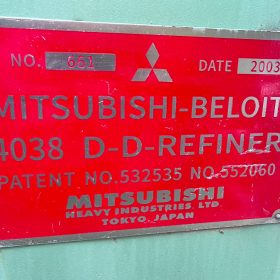 NO. 661 DATE 2003
MITSUBISHI-BELOIT
4038 D-D-REFINER
PATENT NO.532535 NO.552060
MITSUBISHI
HEAVY INDUSTRIES, LTD.
TOKYO, JAPAN